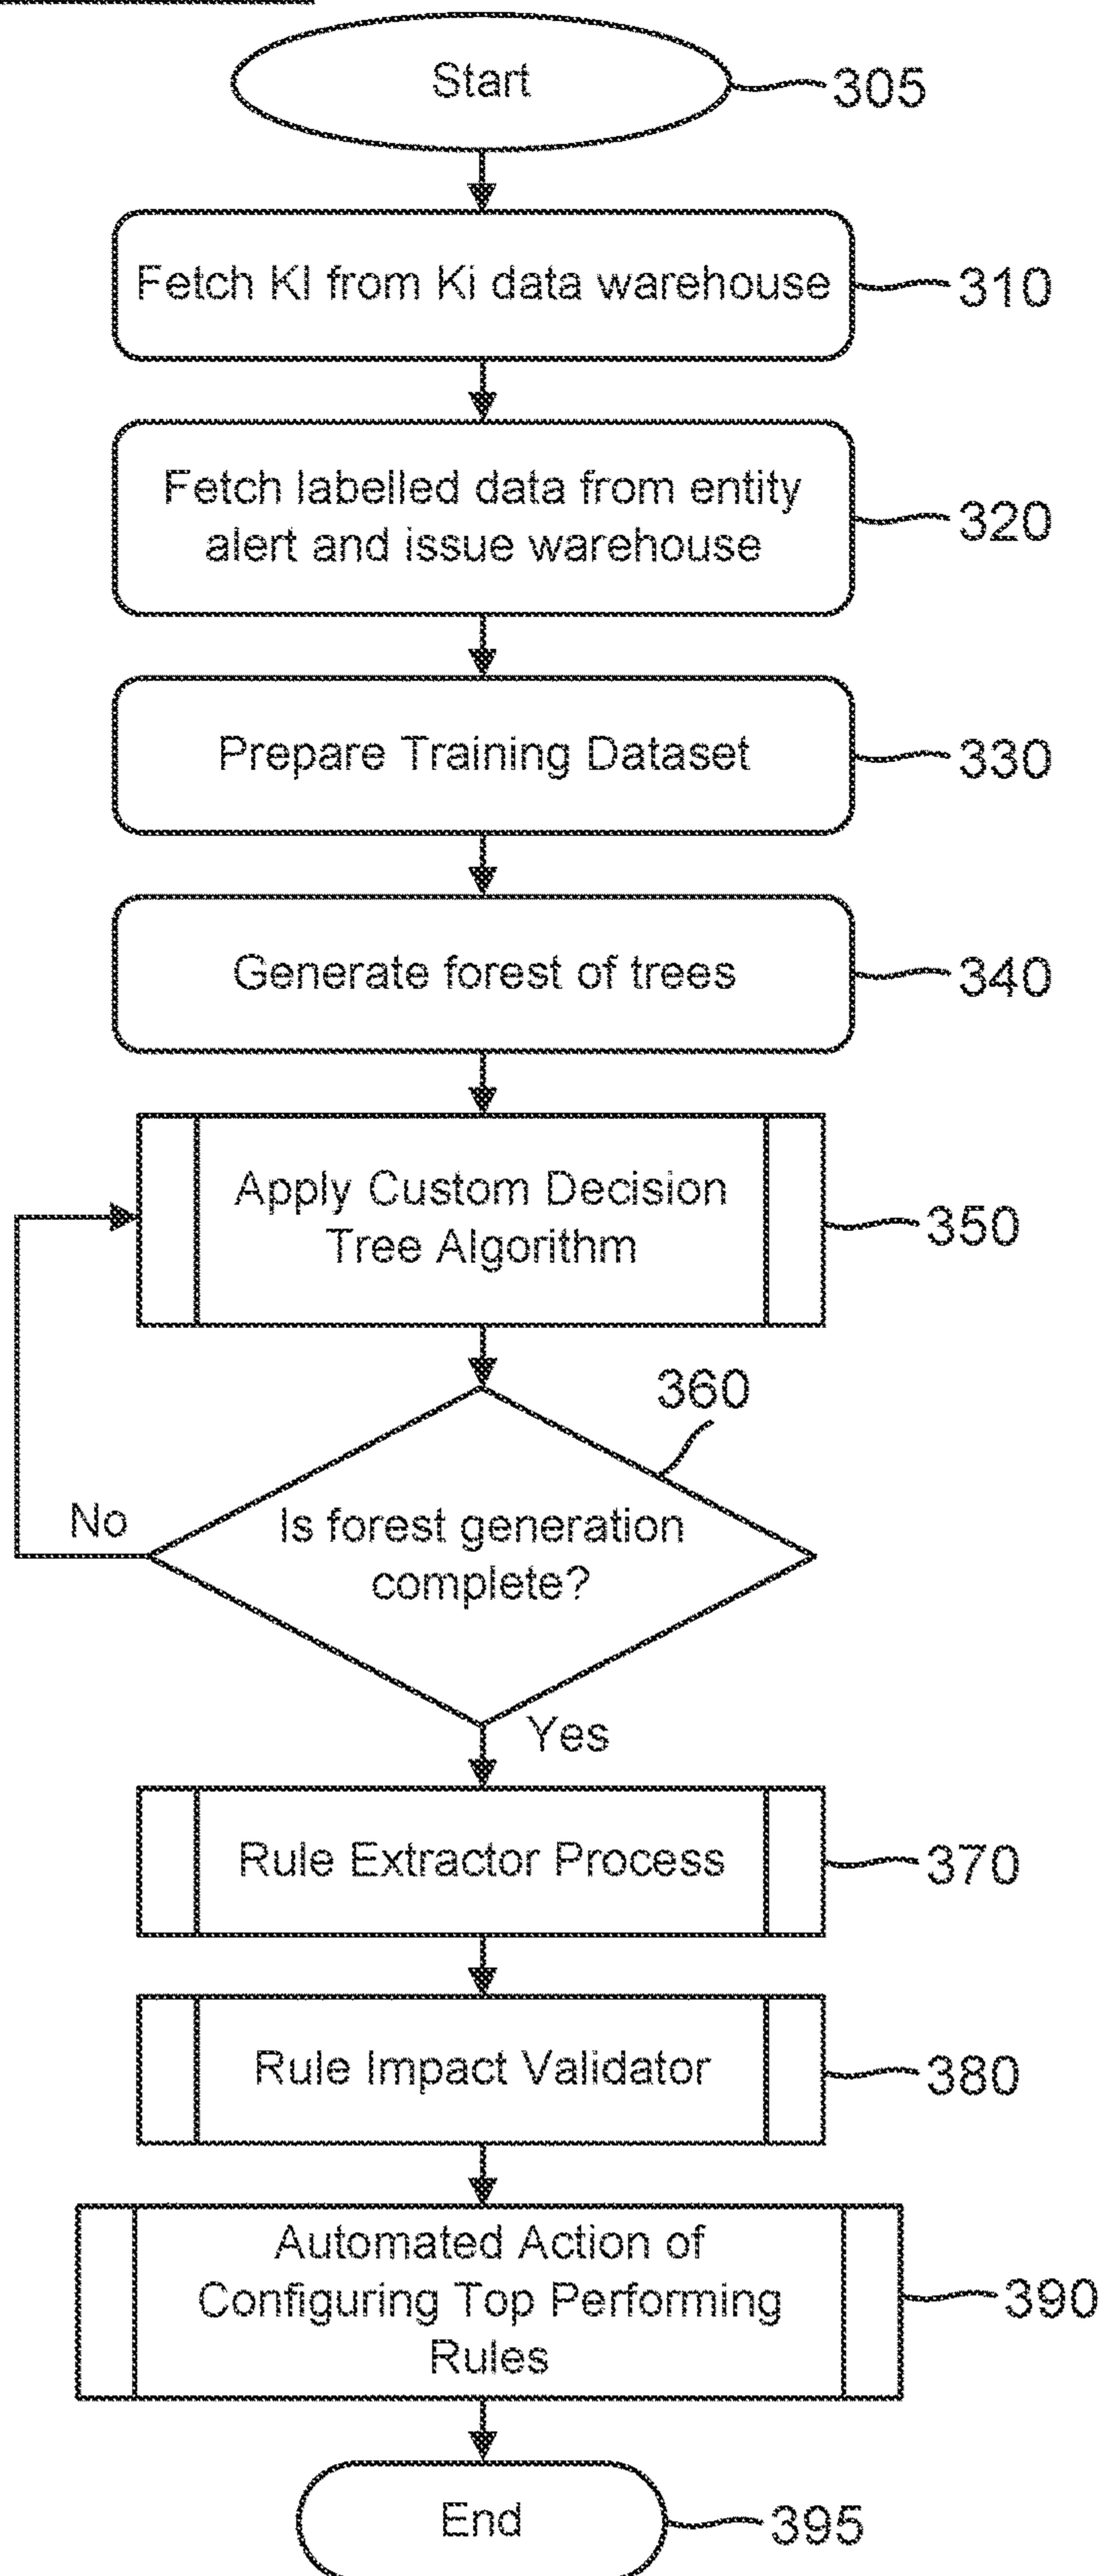 Start
305
Fetch KI from Ki data warehouse
310
Fetch labelled data from entity
alert and issue warehouse
320
Prepare Training Dataset
330
Generate forest of trees
340
Apply Custom Decision
Tree Algorithm
350
360
Is forest generation
complete?
No
Yes
Rule Extractor Process
370
Rule Impact Validator
380
Automated Action of
Configuring Top Performing
Rules
390
End
395